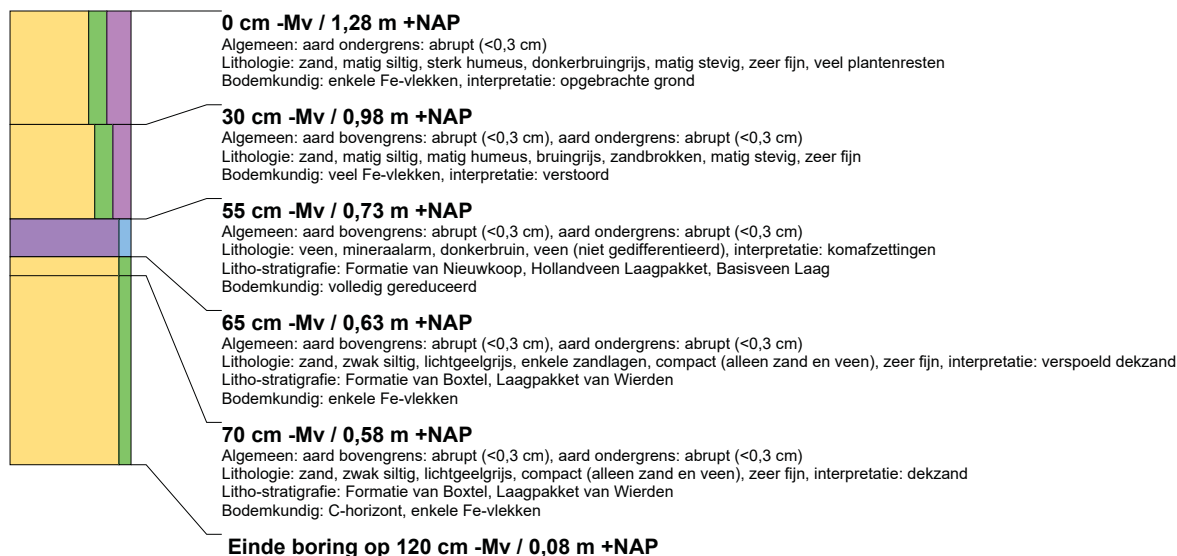 0 cm -Mv / 1,28 m +NAP
Algemeen: aard ondergrens: abrupt (<0,3 cm)
Lithologie: zand, matig siltig, sterk humeus, donkerbruingrijs, matig stevig, zeer fijn, veel plantenresten
Bodemkundig: enkele Fe-vlekken, interpretatie: opgebrachte grond
30 cm -Mv / 0,98 m +NAP
Algemeen: aard bovengrens: abrupt (<0,3 cm), aard ondergrens: abrupt (<0,3 cm)
Lithologie: zand, matig siltig, matig humeus, bruingrijs, zandbrokken, matig stevig, zeer fijn
Bodemkundig: veel Fe-vlekken, interpretatie: verstoord
55 cm -Mv / 0,73 m +NAP
Algemeen: aard bovengrens: abrupt (<0,3 cm), aard ondergrens: abrupt (<0,3 cm)
Lithologie: veen, mineraalarm, donkerbruin, veen (niet gedifferentieerd), interpretatie: komafzettingen
Litho-stratigrafie: Formatie van Nieuwkoop, Hollandveen Laagpakket, Basisveen Laag
Bodemkundig: volledig gereduceerd
65 cm -Mv / 0,63 m +NAP
Algemeen: aard bovengrens: abrupt (<0,3 cm), aard ondergrens: abrupt (<0,3 cm)
Lithologie: zand, zwak siltig, lichtgeelgrijs, enkele zandlagen, compact (alleen zand en veen), zeer fijn, interpretatie: verspoeld dekzand
Litho-stratigrafie: Formatie van Boxtel, Laagpakket van Wierden
Bodemkundig: enkele Fe-vlekken
70 cm -Mv / 0,58 m +NAP
Algemeen: aard bovengrens: abrupt (<0,3 cm), aard ondergrens: abrupt (<0,3 cm)
Lithologie: zand, zwak siltig, lichtgeelgrijs, compact (alleen zand en veen), zeer fijn, interpretatie: dekzand
Litho-stratigrafie: Formatie van Boxtel, Laagpakket van Wierden
Bodemkundig: C-horizont, enkele Fe-vlekken
Einde boring op 120 cm -Mv / 0,08 m +NAP